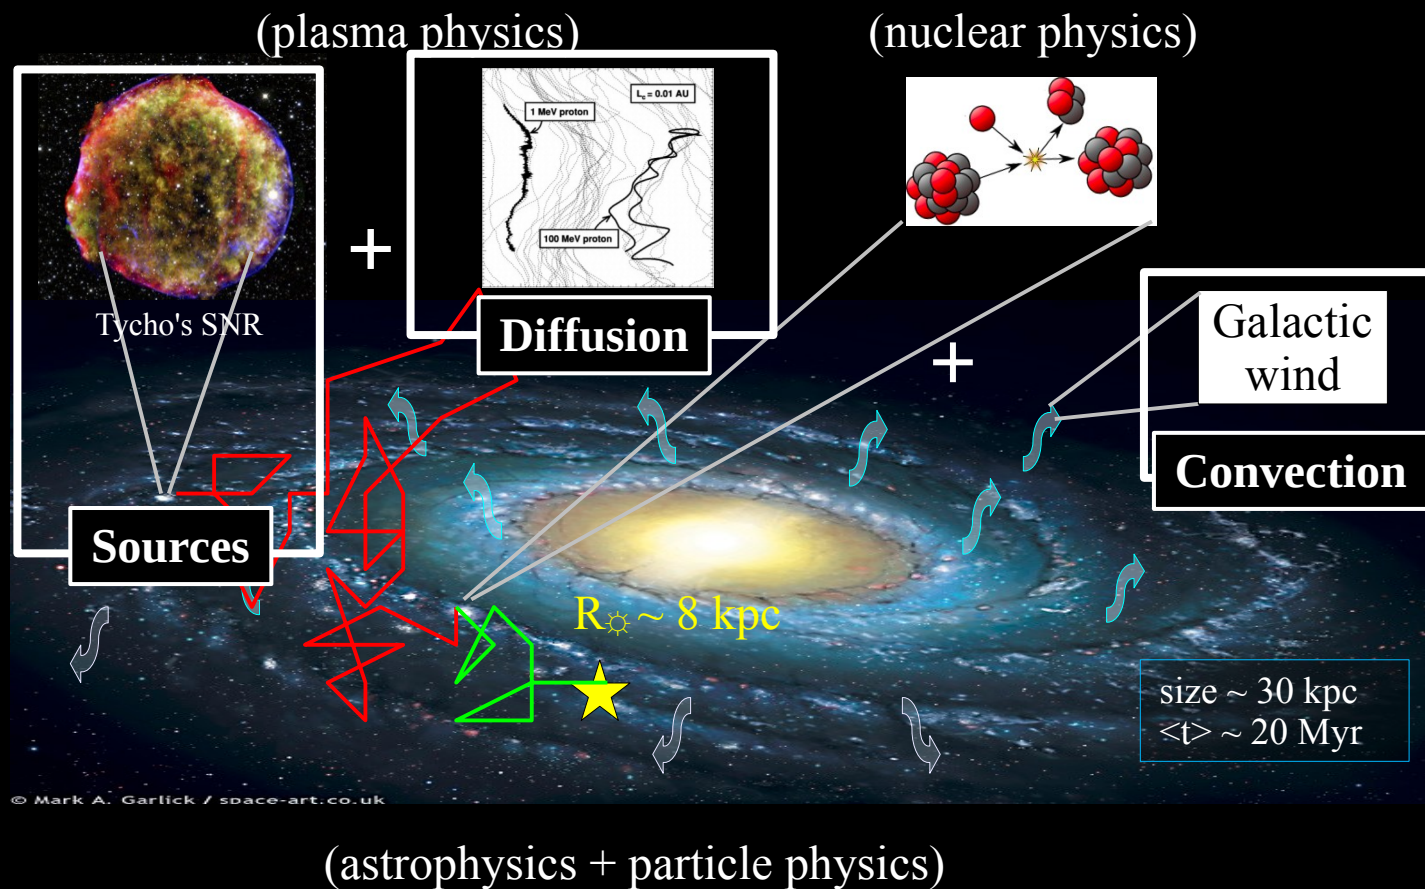 (plasma physics)
(nuclear physics)
L_c = 0.01 AU
1 MeV proton
100 MeV proton
+
Tycho's SNR
Diffusion
+
Galactic
wind
Convection
Sources
R☼ ~ 8 kpc
size ~ 30 kpc
<t> ~ 20 Myr
© Mark A. Garlick / space-art.co.uk
(astrophysics + particle physics)